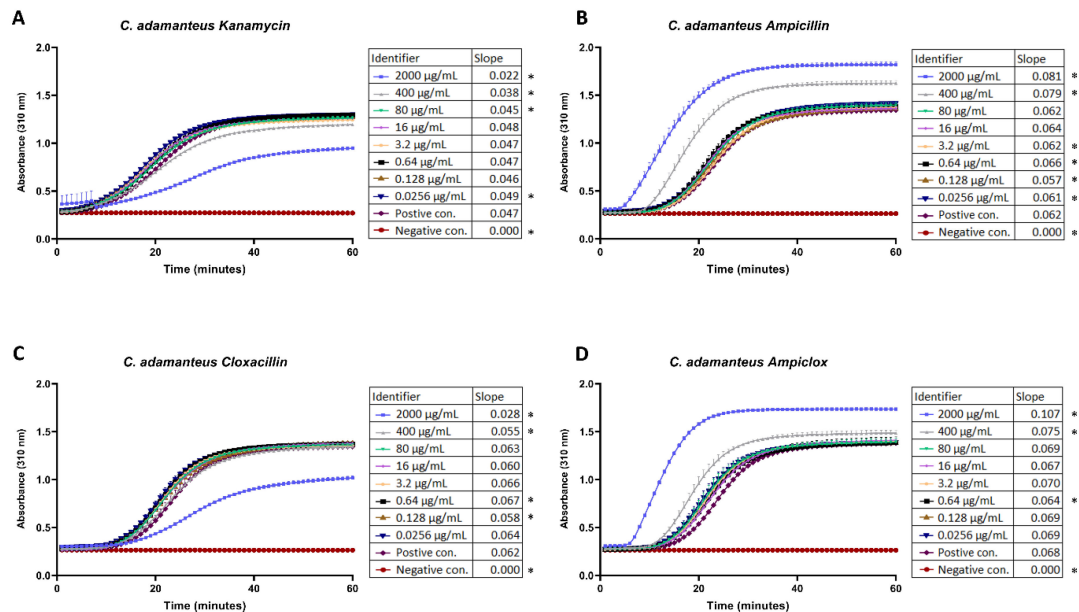 A
C. adamanteus Kanamycin
Absorbance (310 nm)
2.0
1.5
1.0
0.5
0.0
0 20 40 60
Time (minutes)
Identifier Slope
2000 µg/mL 0.022 *
400 µg/mL 0.038 *
80 µg/mL 0.045 *
16 µg/mL 0.048
3.2 µg/mL 0.047
0.64 µg/mL 0.047
0.128 µg/mL 0.046
0.0256 µg/mL 0.049 *
Postive con. 0.047
Negative con. 0.000 *
B
C. adamanteus Ampicillin
Absorbance (310 nm)
2.0
1.5
1.0
0.5
0.0
0 20 40 60
Time (minutes)
Identifier Slope
2000 µg/mL 0.081 *
400 µg/mL 0.079 *
80 µg/mL 0.062
16 µg/mL 0.064
3.2 µg/mL 0.062 *
0.64 µg/mL 0.066 *
0.128 µg/mL 0.057 *
0.0256 µg/mL 0.061 *
Postive con. 0.062
Negative con. 0.000 *
C
C. adamanteus Cloxacillin
Absorbance (310 nm)
2.0
1.5
1.0
0.5
0.0
0 20 40 60
Time (minutes)
Identifier Slope
2000 µg/mL 0.028 *
400 µg/mL 0.055 *
80 µg/mL 0.063
16 µg/mL 0.060
3.2 µg/mL 0.066
0.64 µg/mL 0.067 *
0.128 µg/mL 0.058 *
0.0256 µg/mL 0.064
Postive con. 0.062
Negative con. 0.000 *
D
C. adamanteus Ampiclox
Absorbance (310 nm)
2.0
1.5
1.0
0.5
0.0
0 20 40 60
Time (minutes)
Identifier Slope
2000 µg/mL 0.107 *
400 µg/mL 0.075 *
80 µg/mL 0.069
16 µg/mL 0.067
3.2 µg/mL 0.070
0.64 µg/mL 0.064 *
0.128 µg/mL 0.069
0.0256 µg/mL 0.069
Postive con. 0.068
Negative con. 0.000 *